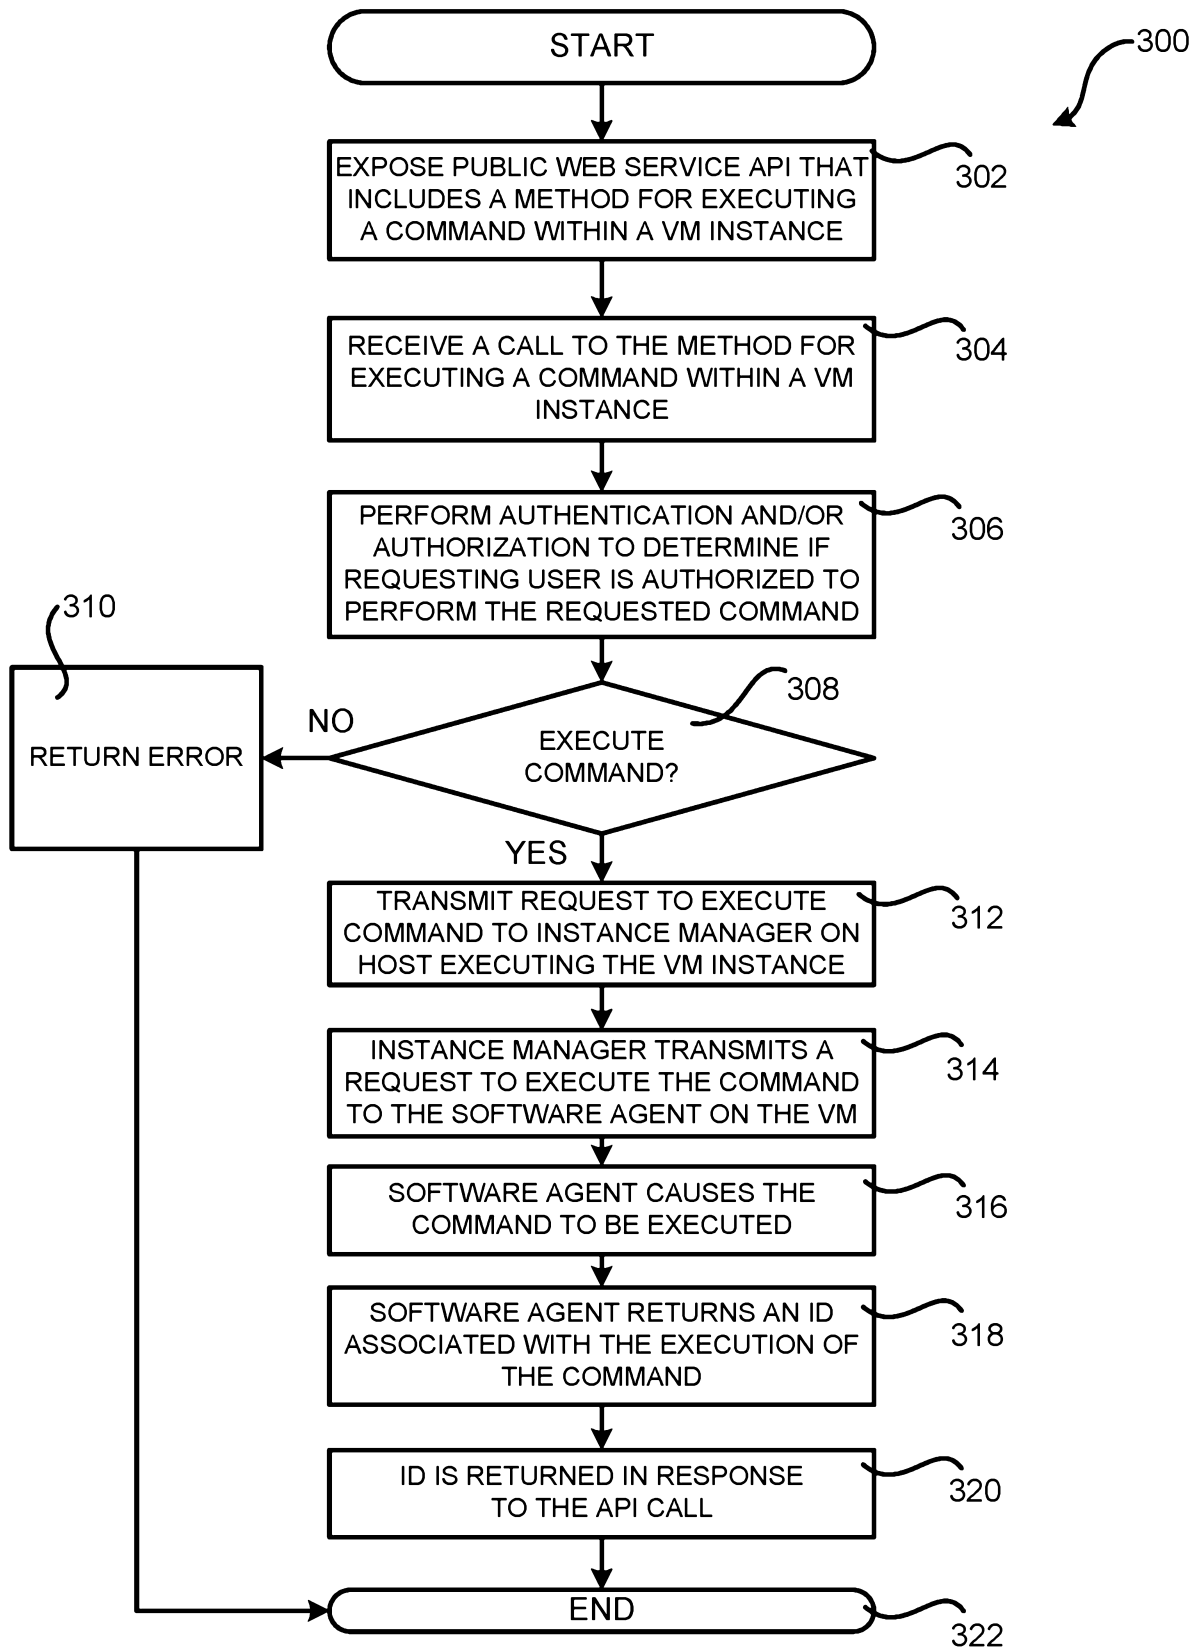 START
300
EXPOSE PUBLIC WEB SERVICE API THAT
INCLUDES A METHOD FOR EXECUTING
A COMMAND WITHIN A VM INSTANCE
302
RECEIVE A CALL TO THE METHOD FOR
EXECUTING A COMMAND WITHIN A VM
INSTANCE
304
PERFORM AUTHENTICATION AND/OR
AUTHORIZATION TO DETERMINE IF
REQUESTING USER IS AUTHORIZED TO
PERFORM THE REQUESTED COMMAND
306
310
RETURN ERROR
NO
308
EXECUTE
COMMAND?
YES
TRANSMIT REQUEST TO EXECUTE
COMMAND TO INSTANCE MANAGER ON
HOST EXECUTING THE VM INSTANCE
312
INSTANCE MANAGER TRANSMITS A
REQUEST TO EXECUTE THE COMMAND
TO THE SOFTWARE AGENT ON THE VM
314
SOFTWARE AGENT CAUSES THE
COMMAND TO BE EXECUTED
316
SOFTWARE AGENT RETURNS AN ID
ASSOCIATED WITH THE EXECUTION OF
THE COMMAND
318
ID IS RETURNED IN RESPONSE
TO THE API CALL
320
END
322